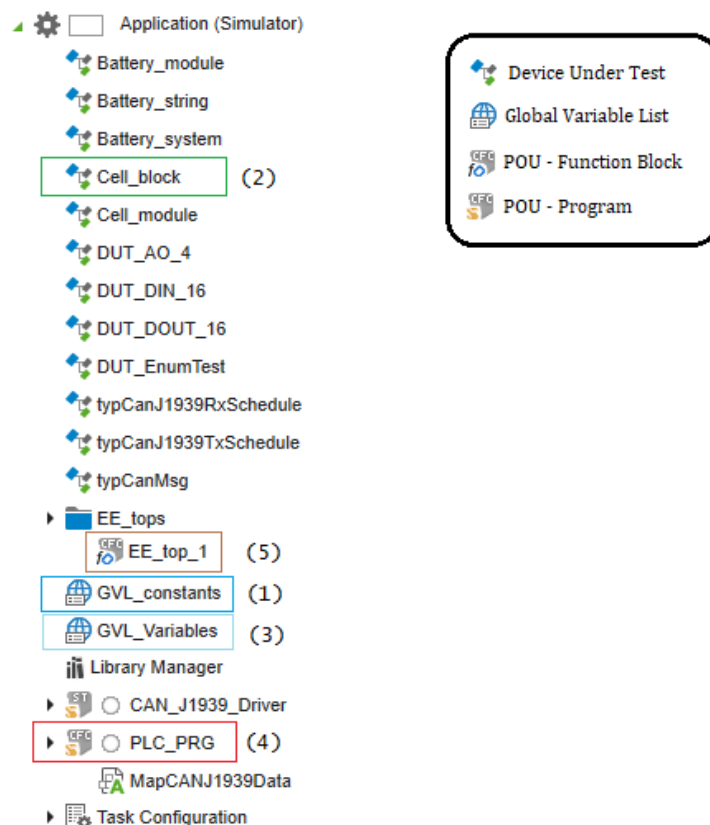 Application (Simulator)
Battery_module
Battery_string
Battery_system
Cell_block (2)
Cell_module
DUT_AO_4
DUT_DIN_16
DUT_DOUT_16
DUT_EnumTest
typCanJ1939RxSchedule
typCanJ1939TxSchedule
typCanMsg
EE_tops
CFC EE_top_1 (5)
GVL_constants (1)
GVL_Variables (3)
Library Manager
ST CAN_J1939_Driver
CFC PLC_PRG (4)
MapCANJ1939Data
Task Configuration
Device Under Test
Global Variable List
CFC POU - Function Block
CFC POU - Program